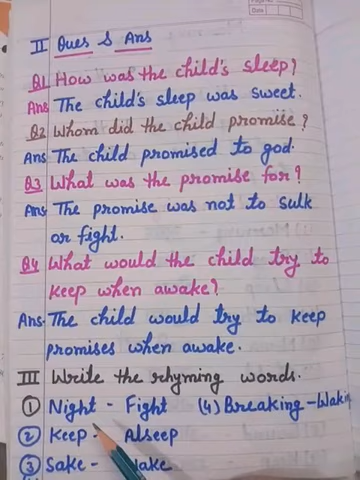 II Ques & Ans
Q1 How was the child's sleep?
Ans The child's sleep was sweet.
Q2 Whom did the child promise?
Ans The child promised to god.
Q3 What was the promise for?
Ans The promise was not to sulk
or fight.
Q4 What would the child try to
keep when awake?
Ans- The child would try to keep
promises when awake.
III Write the rhyming words.
① Night - Fight (4) Breaking -
② Keep - Alseep
③ Sake -